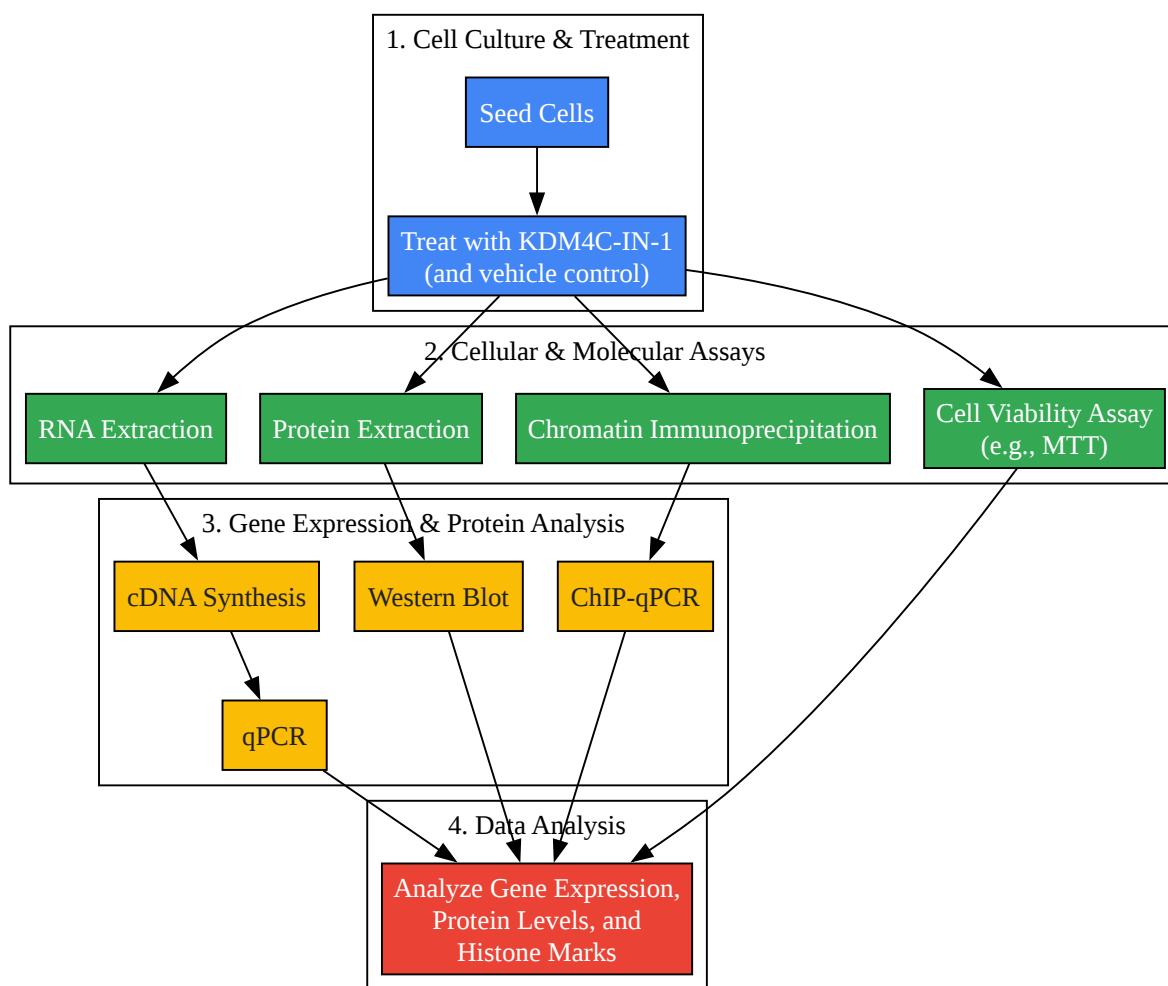 1. Cell Culture & Treatment
Seed Cells
Treat with KDM4C-IN-1
(and vehicle control)
2. Cellular & Molecular Assays
RNA Extraction
Protein Extraction
Chromatin Immunoprecipitation
Cell Viability Assay
(e.g., MTT)
3. Gene Expression & Protein Analysis
cDNA Synthesis
Western Blot
ChIP-qPCR
qPCR
4. Data Analysis
Analyze Gene Expression,
Protein Levels, and
Histone Marks